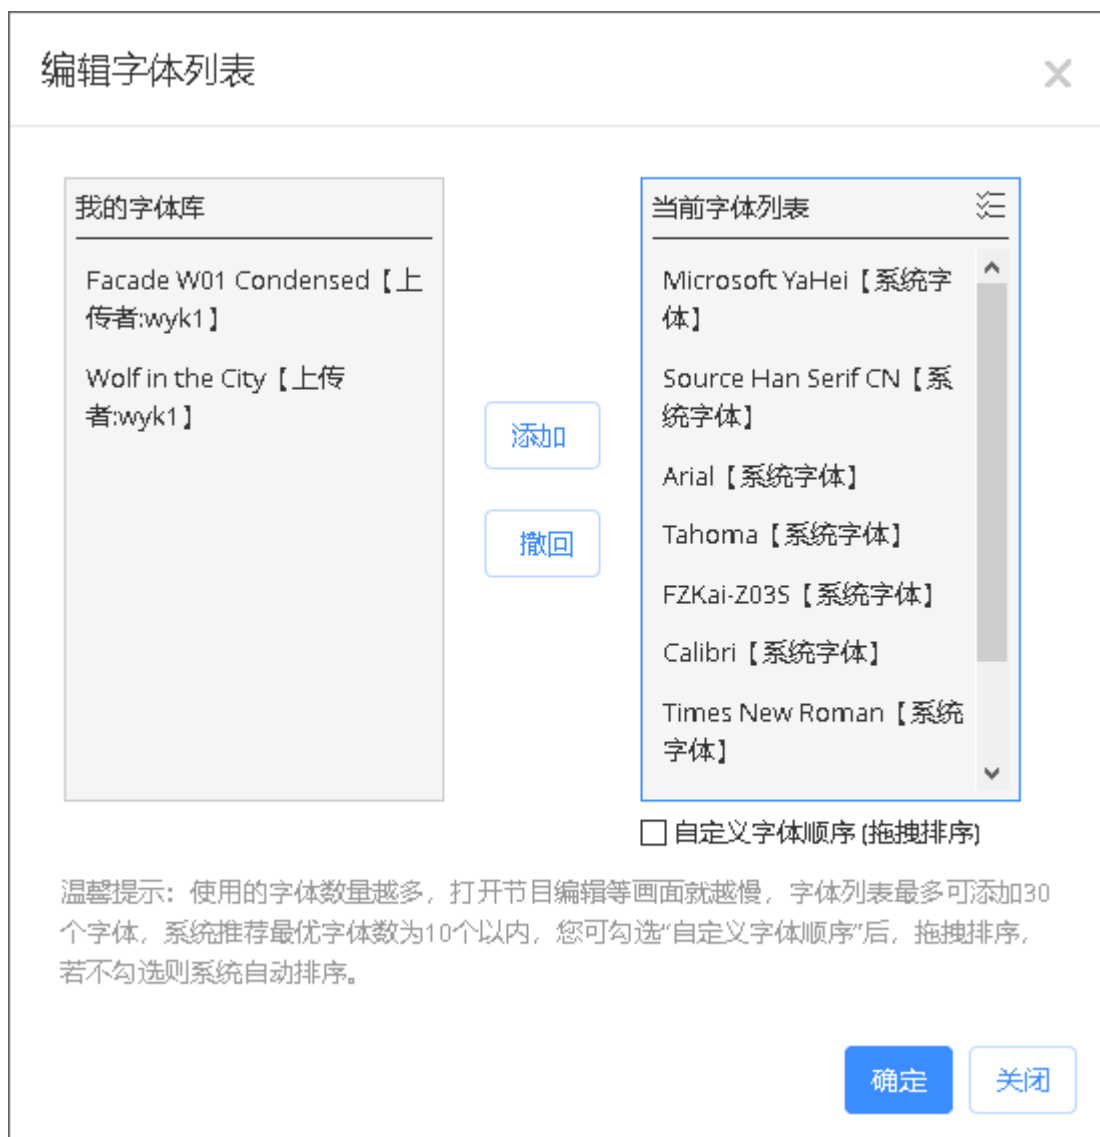 编辑字体列表
我的字体库
Facade W01 Condensed【上
传者:wyk1】
Wolf in the City【上传
者:wyk1】
添加
撤回
当前字体列表
Microsoft YaHei【系统字
体】
Source Han Serif CN【系
统字体】
Arial【系统字体】
Tahoma【系统字体】
FZKai-Z03S【系统字体】
Calibri【系统字体】
Times New Roman【系统
字体】
自定义字体顺序 (拖拽排序)
温馨提示：使用的字体数量越多，打开节目编辑等画面就越慢，字体列表最多可添加30
个字体，系统推荐最优字体数为10个以内，您可勾选“自定义字体顺序”后，拖拽排序，
若不勾选则系统自动排序。
确定
关闭